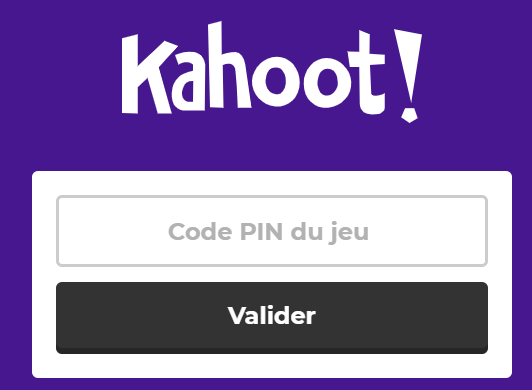 Kahoot!
Code PIN du jeu
Valider